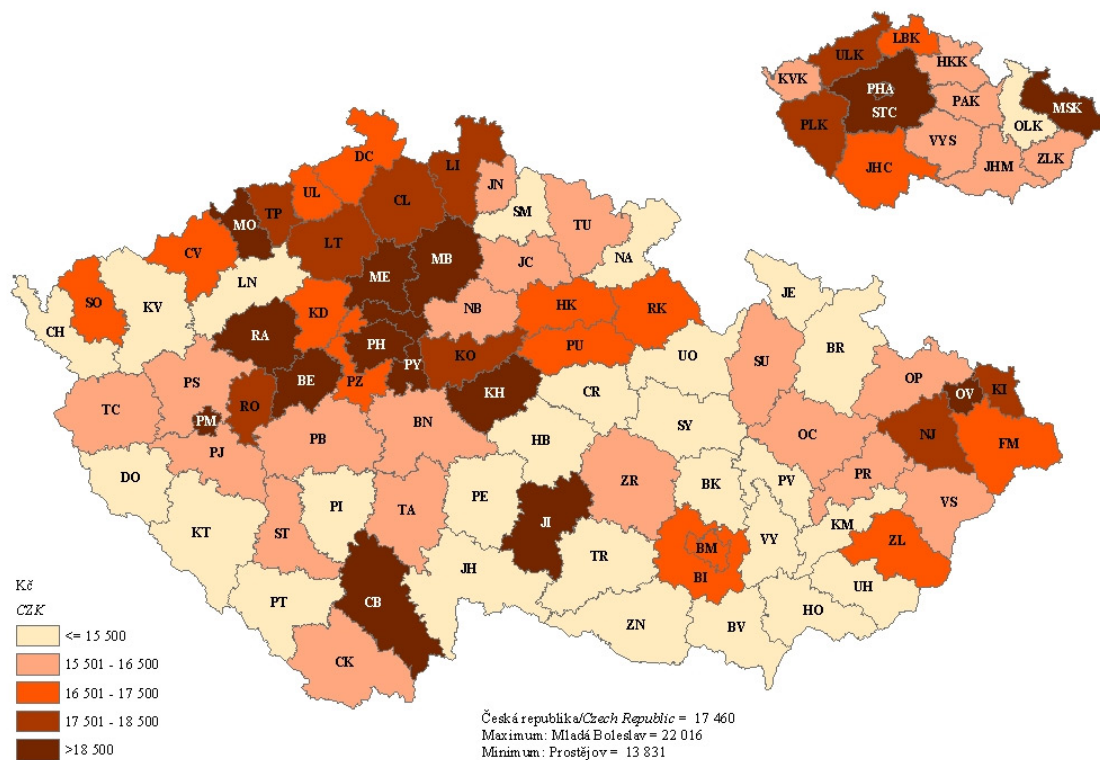 LBK
ULK
HKK
KVK
PHA
MSK
STC
PAK
PLK
OLK
VYS
ZLK
JHC
JHM
DC
LI
JN
UL
CL
TP
SM
MO
TU
LT
CV
MB
NA
ME
JC
LN
JE
SO
KV
NB
HK
RK
KD
CH
RA
PH
PU
BR
KO
UO
PY
SU
OP
PS
BE
PZ
KH
CR
OV
KI
TC
RO
PM
BN
SY
OC
NJ
FM
PB
HB
PJ
PR
DO
ZR
BK
PV
PI
PE
TA
VS
KM
KT
ST
JI
VY
ZL
BM
TR
JH
BI
UH
PT
CB
HO
ZN
BV
CK
Kč
CZK
<= 15 500
15 501 - 16 500
16 501 - 17 500
17 501 - 18 500
>18 500
Česká republika/Czech Republic = 17 460
Maximum: Mladá Boleslav = 22 016
Minimum: Prostějov = 13 831